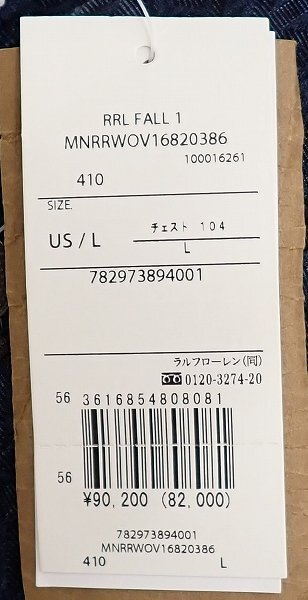 RRL FALL 1
MNRRWOV16820386
100016261
410
SIZE.
US / L
チェスト 104
L
782973894001
ラルフローレン(同)
0120-3274-20
56 3616854808081
56
¥90,200 (82,000)
782973894001
MNRRWOV16820386
410 L